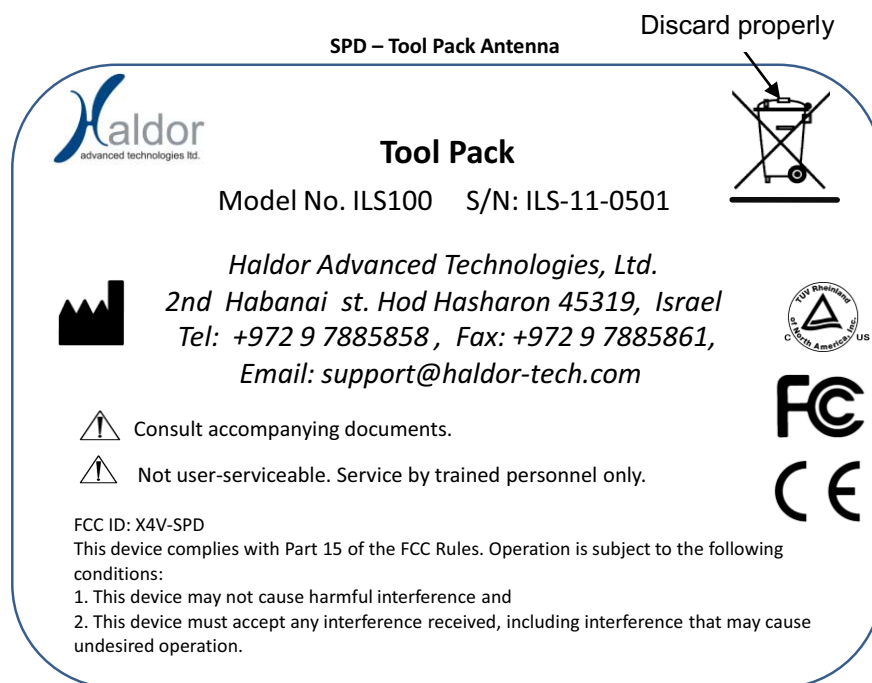 Discard properly
SPD – Tool Pack Antenna
Haldor
advanced technologies ltd.
Tool Pack
Model No. ILS100 S/N: ILS-11-0501
Haldor Advanced Technologies, Ltd.
2nd Habanai st. Hod Hasharon 45319, Israel
Tel: +972 9 7885858 , Fax: +972 9 7885861,
Email: support@haldor-tech.com
TUV Rheinland
of North America, Inc.
C US
FC
CE
Consult accompanying documents.
Not user-serviceable. Service by trained personnel only.
FCC ID: X4V-SPD
This device complies with Part 15 of the FCC Rules. Operation is subject to the following
conditions:
1. This device may not cause harmful interference and
2. This device must accept any interference received, including interference that may cause
undesired operation.